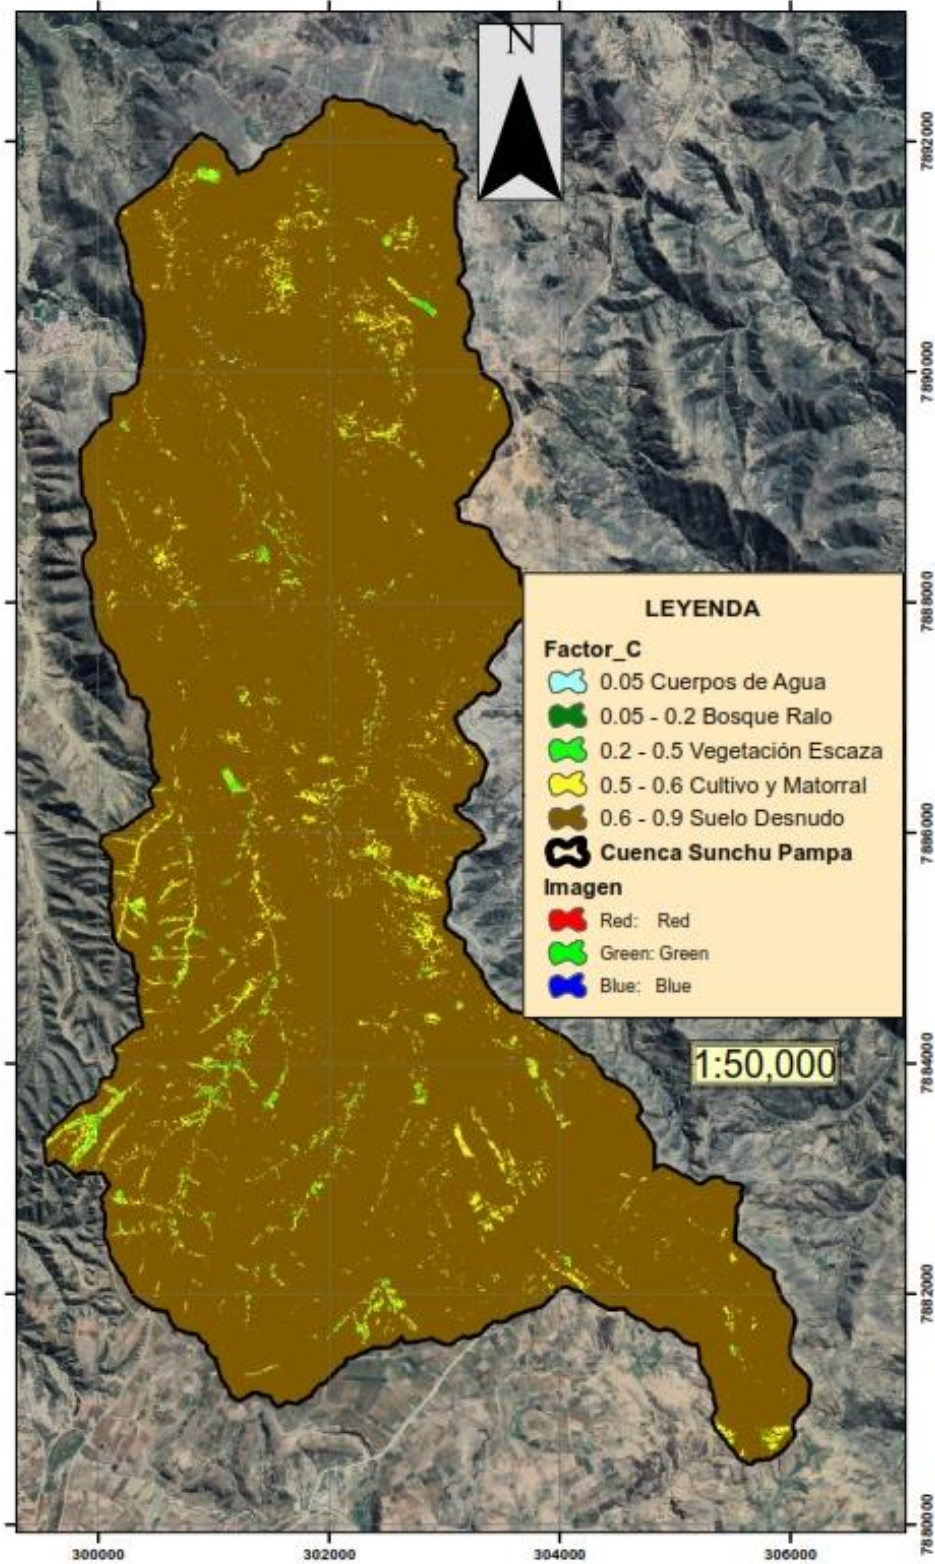 N
7892000
7890000
7888000
LEYENDA
Factor_C
0.05 Cuerpos de Agua
0.05 - 0.2 Bosque Ralo
0.2 - 0.5 Vegetación Escaza
0.5 - 0.6 Cultivo y Matorral
0.6 - 0.9 Suelo Desnudo
Cuenca Sunchu Pampa
Imagen
Red: Red
Green: Green
Blue: Blue
7886000
1:50,000
7884000
7882000
7880000
300000 302000 304000 306000